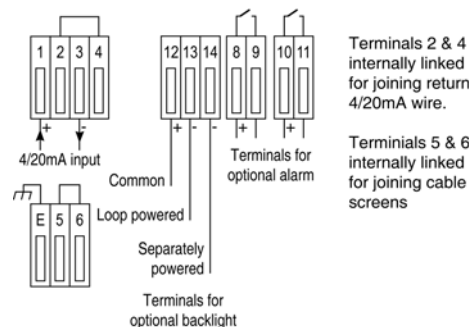 1 2 3 4
12 13 14
8 9
10 11
+ -
+ - -
+
+
4/20mA input
E 5 6
Common
Loop powered
Separately
powered
Terminals for
optional backlight
Terminals for
optional alarm
Terminals 2 & 4
internally linked
for joining return
4/20mA wire.
Terminials 5 & 6
internally linked
for joining cable
screens